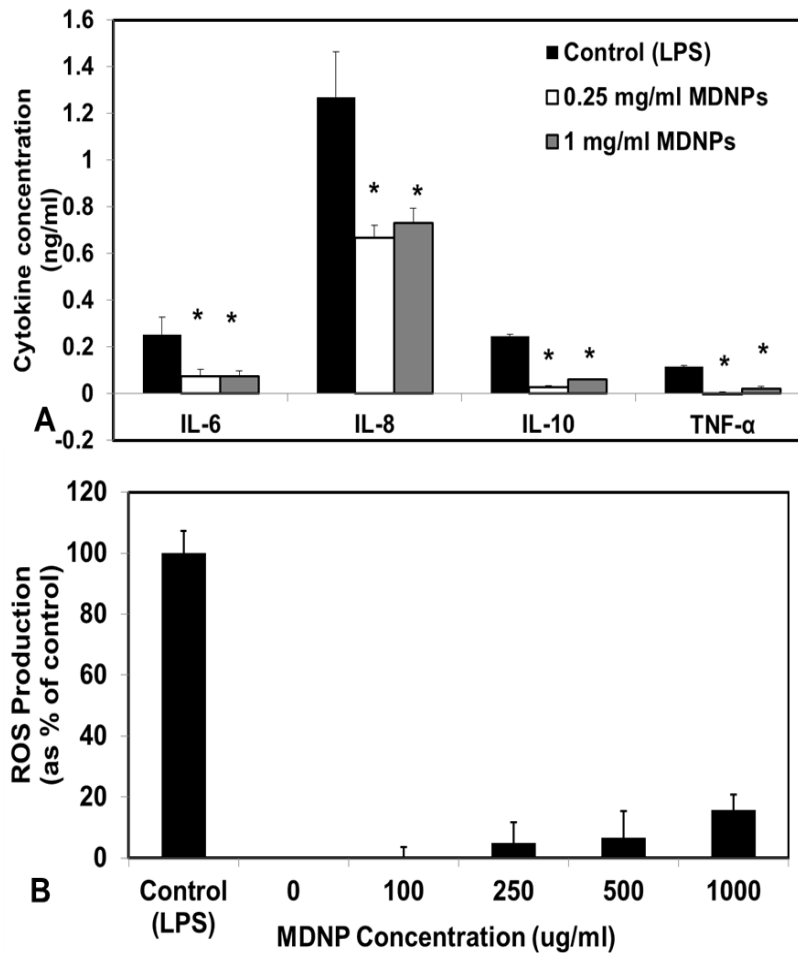 1.6
1.4
1.2
1
0.8
0.6
0.4
0.2
0
-0.2
Cytokine concentration
(ng/ml)
Control (LPS)
0.25 mg/ml MDNPs
1 mg/ml MDNPs
* *
* *
* *
* *
A
IL-6 IL-8 IL-10 TNF-α
120
100
80
60
40
20
0
ROS Production
(as % of control)
B
Control 0 100 250 500 1000
(LPS)
MDNP Concentration (ug/ml)